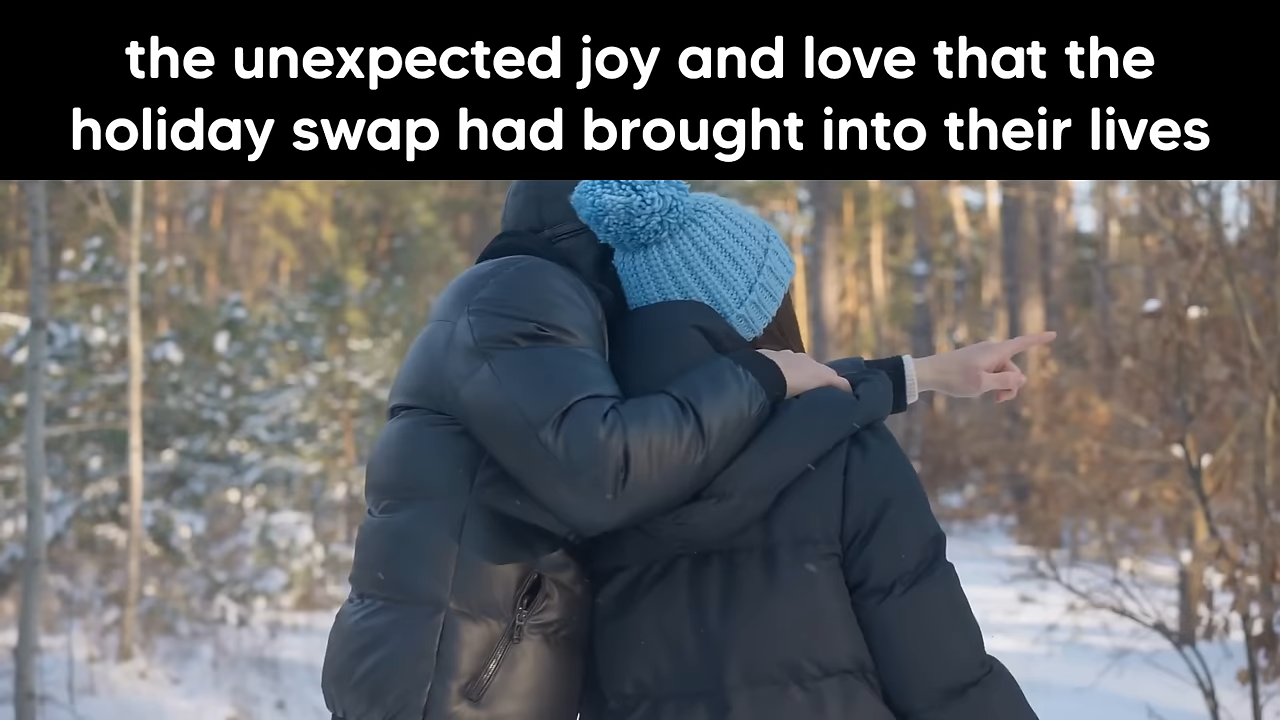 the unexpected joy and love that the
holiday swap had brought into their lives